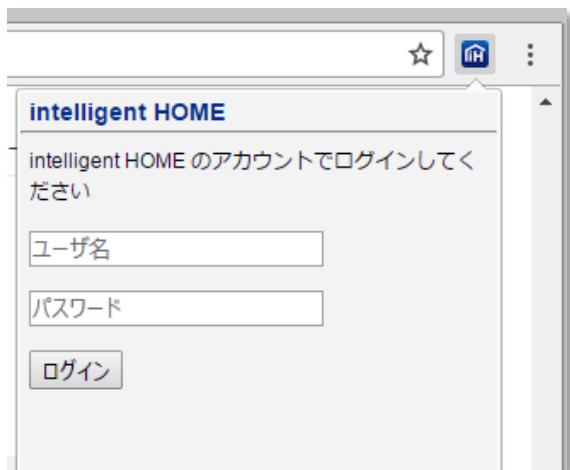 iH
intelligent HOME
intelligent HOME のアカウントでログインしてく
ださい
ユーザ名
パスワード
ログイン